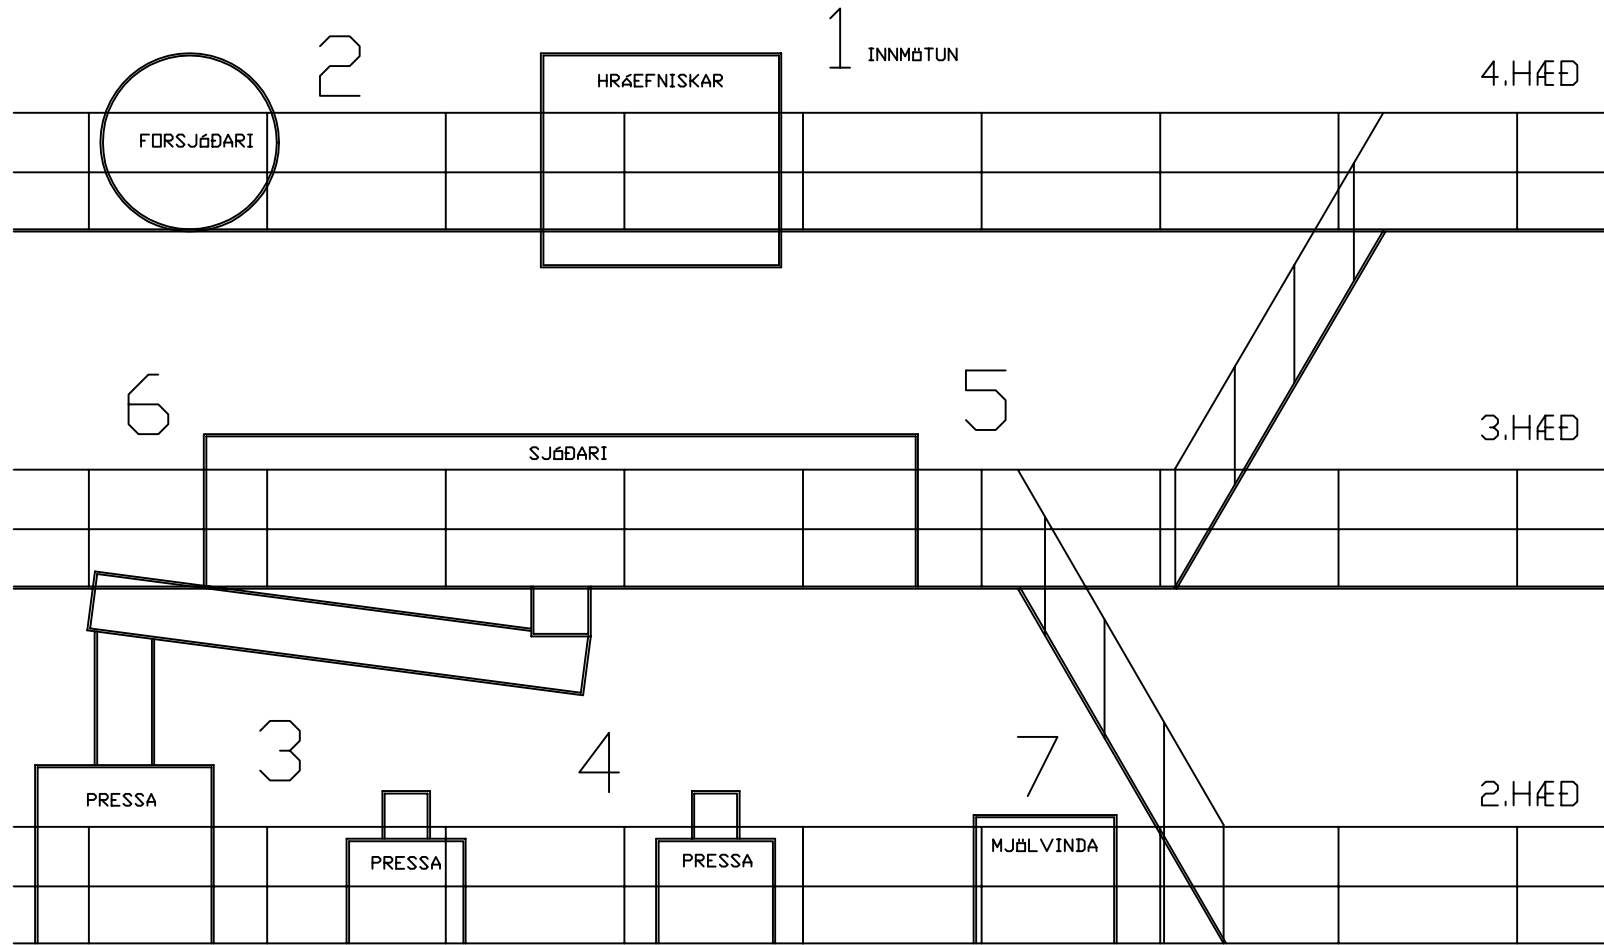 1 INNMÖTUN
2
HRÁEFNISKAR
4.HÆÐ
FORSJÓÐARI
6
5
3.HÆÐ
SJÓÐARI
3
4
7
2.HÆÐ
PRESSA
PRESSA
PRESSA
MJÖLVINDA